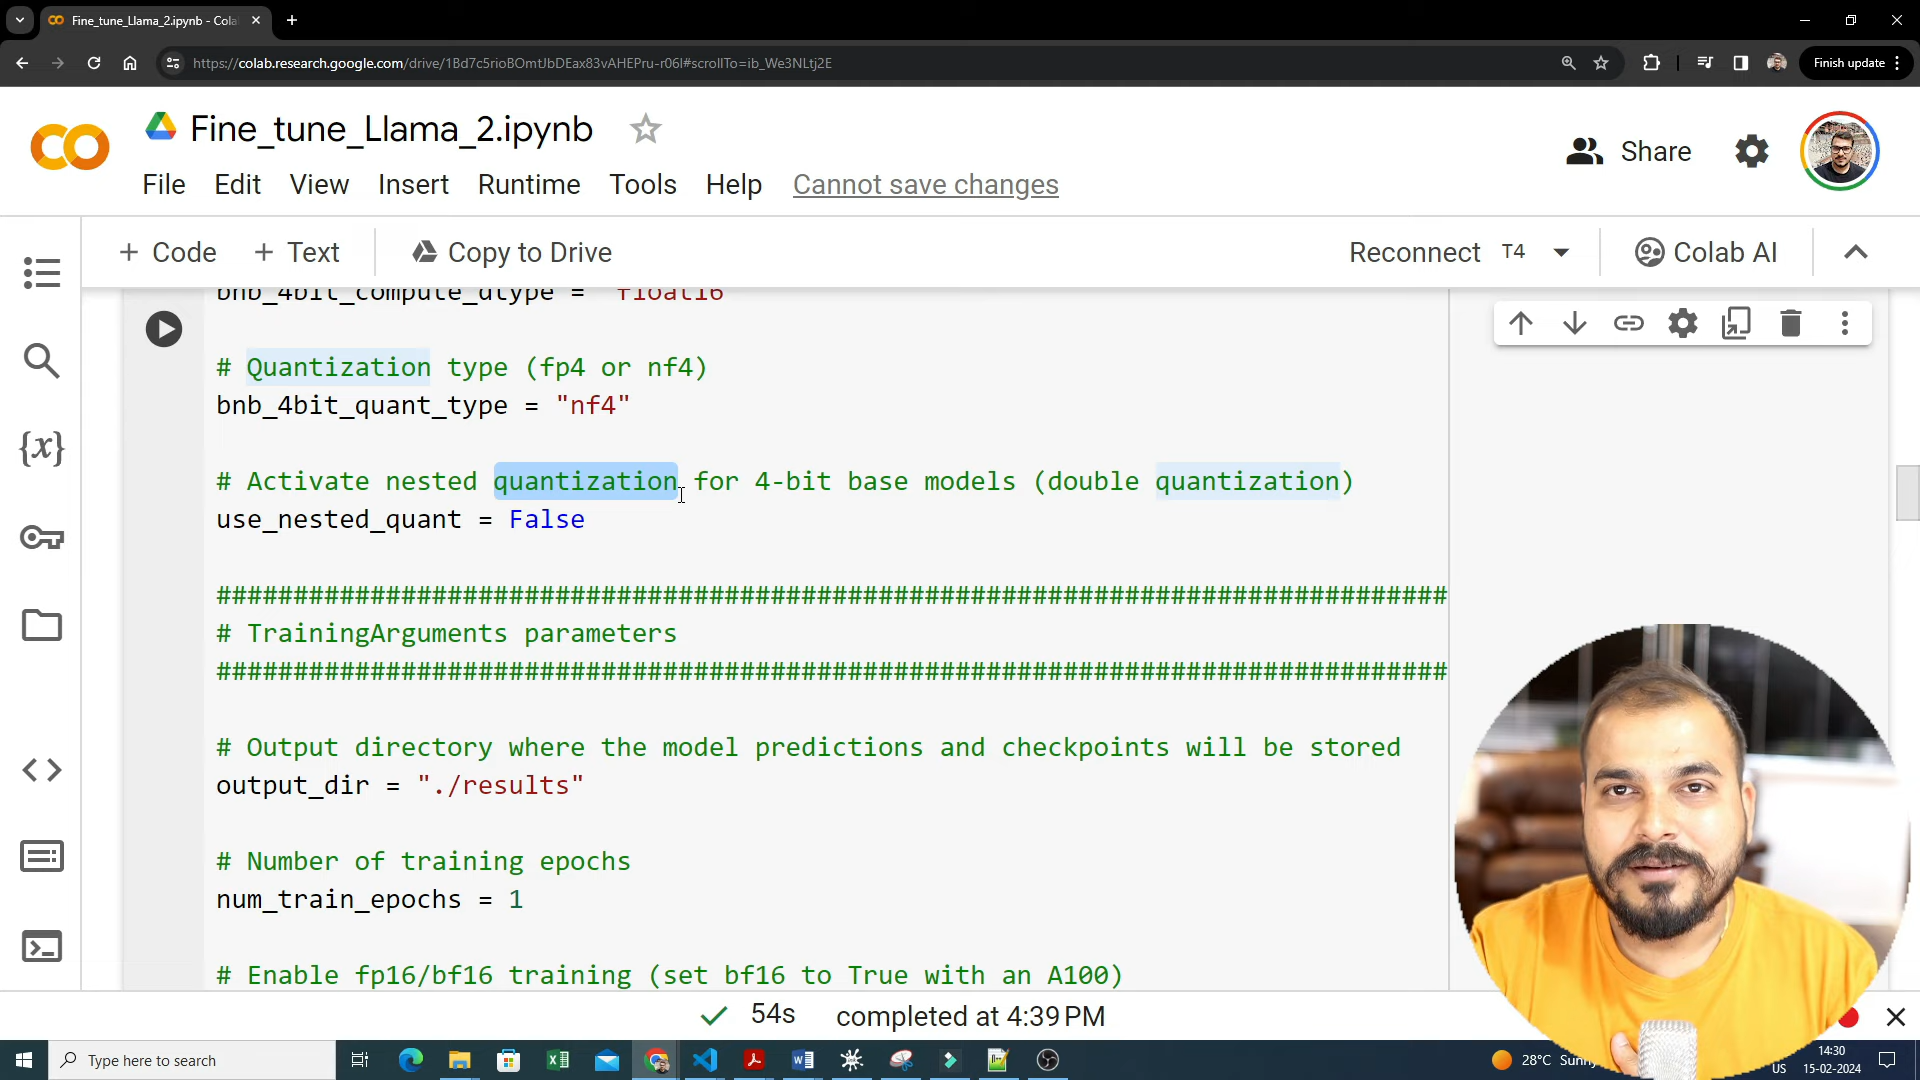 Fine_tune_Llama_2.ipynb - Cola
https://colab.research.google.com/drive/1Bd7c5rioBOmtJbDEax83vAHEPru-r06l#scrollTo=ib_We3NLtj2E
Finish update
CO
Fine_tune_Llama_2.ipynb
Share
File Edit View Insert Runtime Tools Help Cannot save changes
+ Code + Text Copy to Drive Reconnect T4 Colab AI
bnb_4bit_compute_dtype = "float16"
{x}
# Quantization type (fp4 or nf4)
bnb_4bit_quant_type = "nf4"
# Activate nested quantization for 4-bit base models (double quantization)
use_nested_quant = False
################################################################################
# TrainingArguments parameters
################################################################################
# Output directory where the model predictions and checkpoints will be stored
output_dir = "./results"
# Number of training epochs
num_train_epochs = 1
# Enable fp16/bf16 training (set bf16 to True with an A100)
54s completed at 4:39 PM
Type here to search
28°C Sunny
US
14:30
15-02-2024